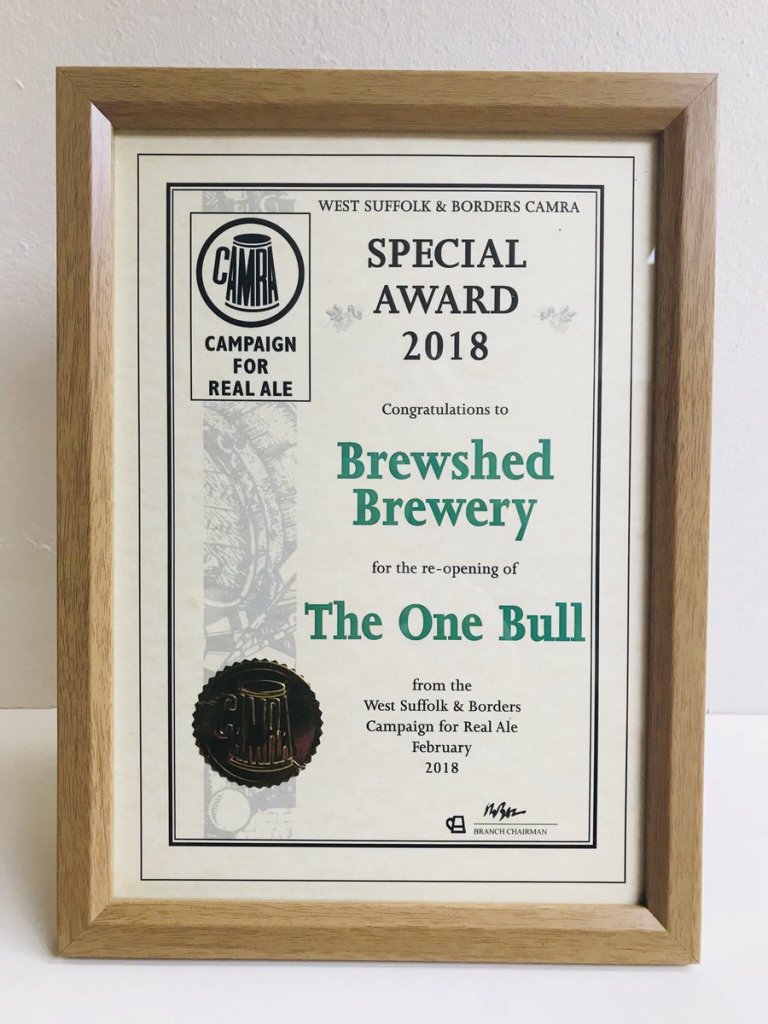 WEST SUFFOLK & BORDERS CAMRA
CAMRA
CAMPAIGN
FOR
REAL ALE
SPECIAL
AWARD
2018
Congratulations to
Brewshed
Brewery
for the re-opening of
The One Bull
from the
West Suffolk & Borders
Campaign for Real Ale
February
2018
CAMRA
BRANCH CHAIRMAN